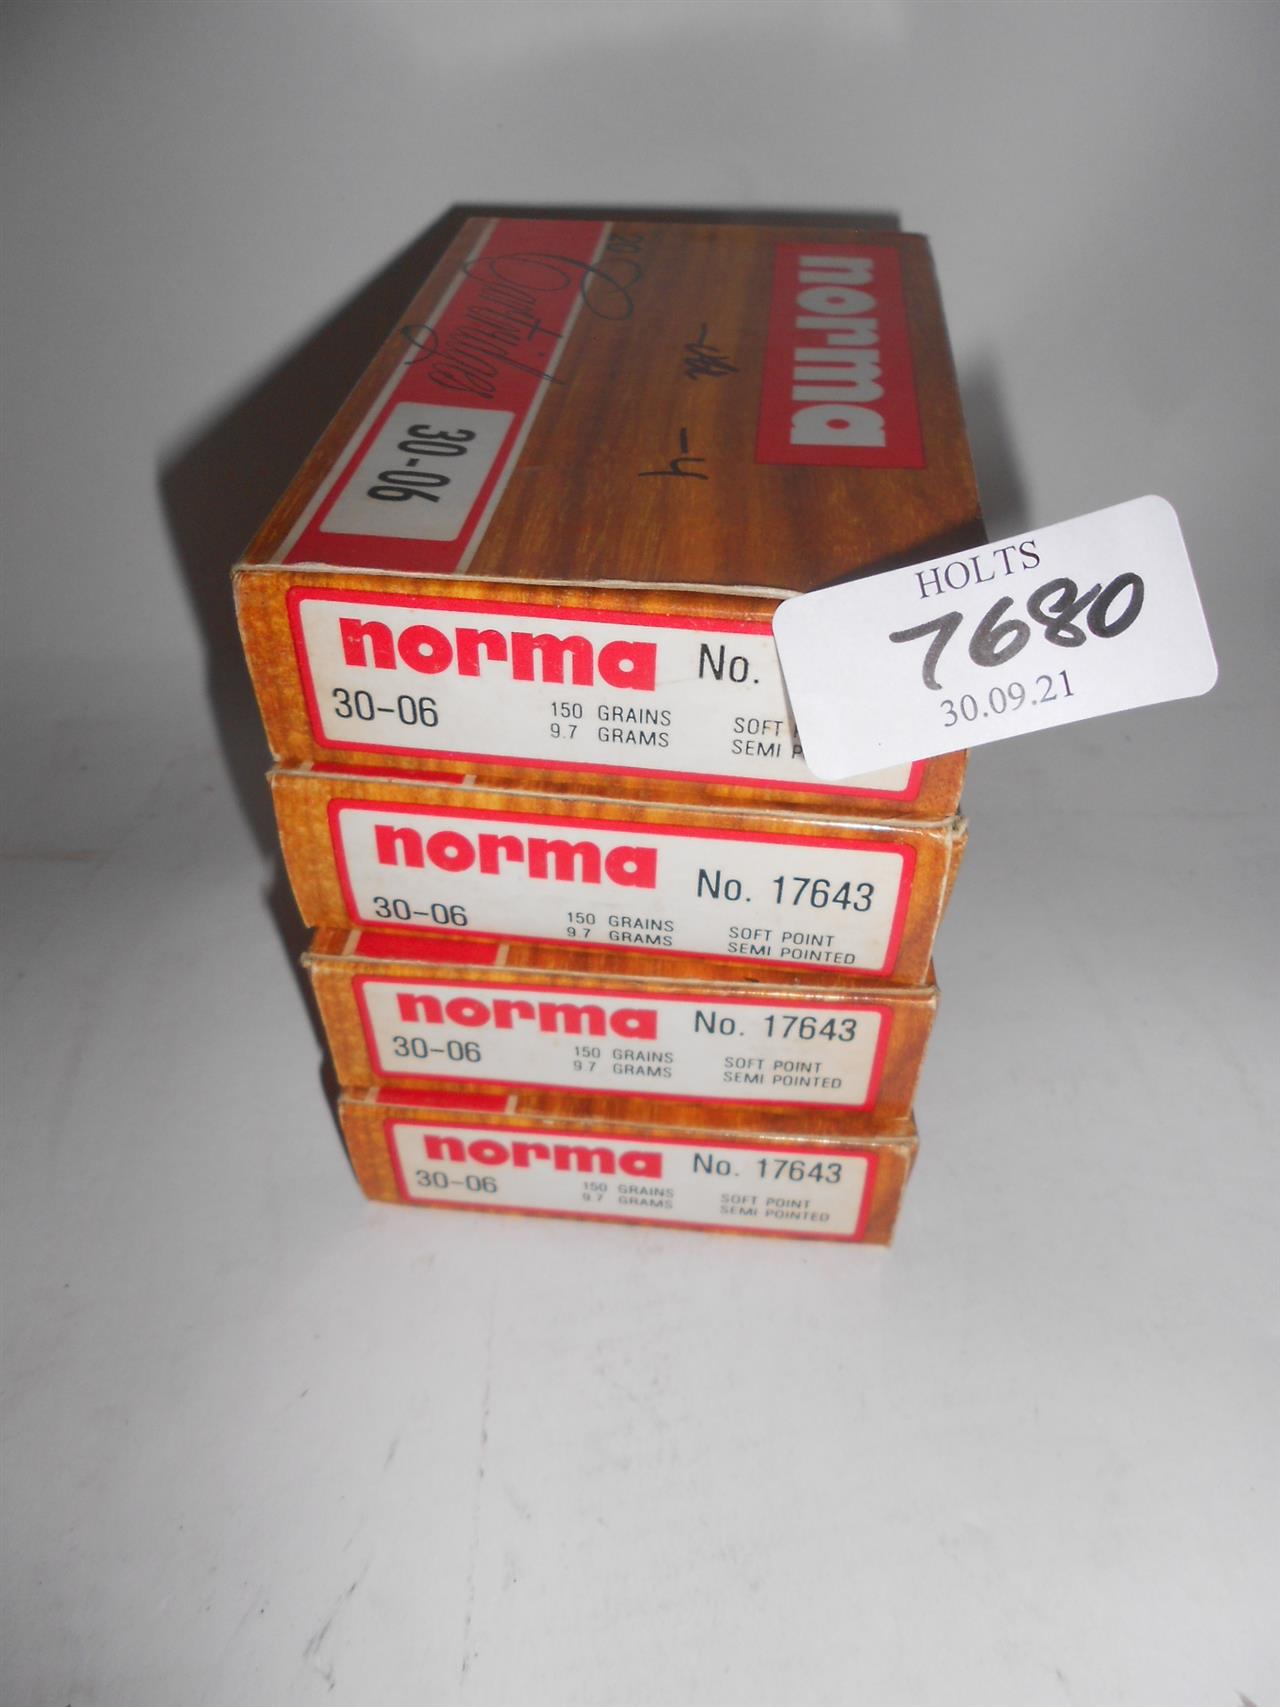 norma
20 Cartridges
30-06
HOLTS
7680
30.09.21
norma No.
30-06 150 GRAINS SOFT
9.7 GRAMS SEMI
norma No. 17643
30-06 150 GRAINS SOFT POINT
9.7 GRAMS SEMI POINTED
norma No. 17643
30-06 150 GRAINS SOFT POINT
9.7 GRAMS SEMI POINTED
norma No. 17643
30-06 150 GRAINS SOFT POINT
9.7 GRAMS SEMI POINTED